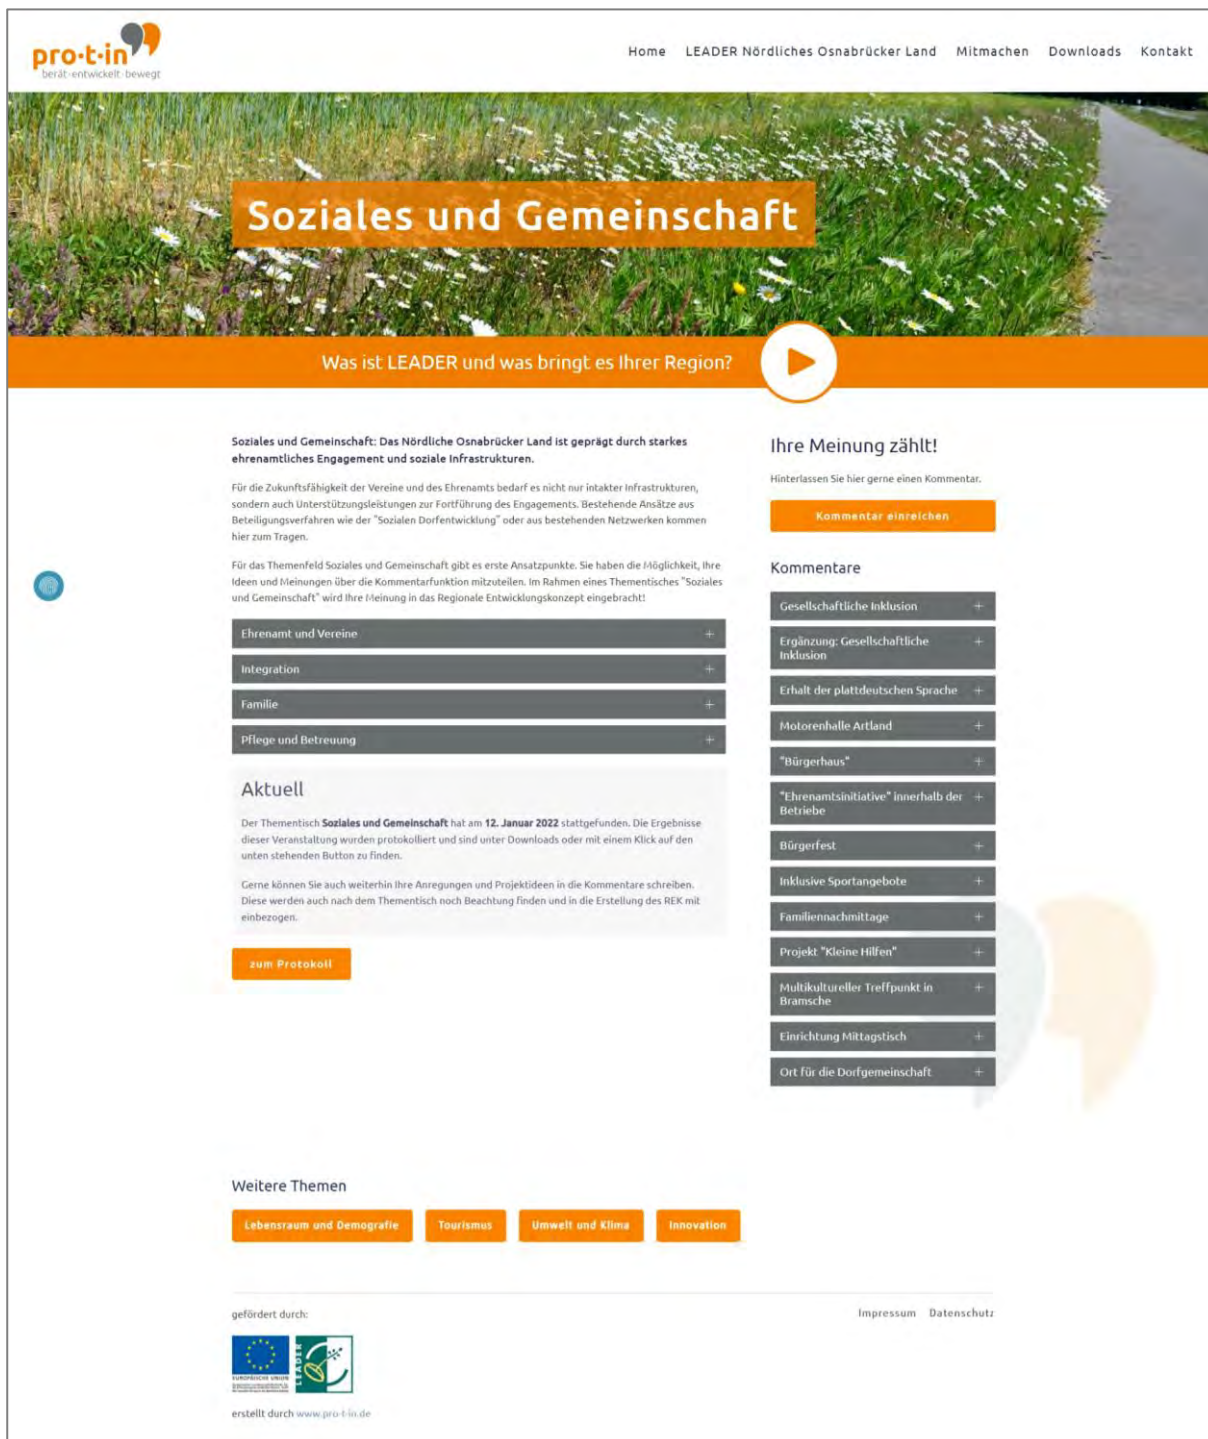 pro·t·in
berät·entwickelt·bewegt
Home LEADER Nördliches Osnabrücker Land Mitmachen Downloads Kontakt
Soziales und Gemeinschaft
Was ist LEADER und was bringt es Ihrer Region?
Soziales und Gemeinschaft: Das Nördliche Osnabrücker Land ist geprägt durch starkes
ehrenamtliches Engagement und soziale Infrastrukturen.
Für die Zukunftsfähigkeit der Vereine und des Ehrenamts bedarf es nicht nur intakter Infrastrukturen,
sondern auch Unterstützungsleistungen zur Fortführung des Engagements. Bestehende Ansätze aus
Beteiligungsverfahren wie der "Sozialen Dorfentwicklung" oder aus bestehenden Netzwerken kommen
hier zum Tragen.
Für das Themenfeld Soziales und Gemeinschaft gibt es erste Ansatzpunkte. Sie haben die Möglichkeit, Ihre
Ideen und Meinungen über die Kommentarfunktion mitzuteilen. Im Rahmen eines Thementisches "Soziales
und Gemeinschaft" wird Ihre Meinung in das Regionale Entwicklungskonzept eingebracht!
Ehrenamt und Vereine +
Integration +
Familie +
Pflege und Betreuung +
Aktuell
Der Thementisch Soziales und Gemeinschaft hat am 12. Januar 2022 stattgefunden. Die Ergebnisse
dieser Veranstaltung wurden protokolliert und sind unter Downloads oder mit einem Klick auf den
unten stehenden Button zu finden.
Gerne können Sie auch weiterhin Ihre Anregungen und Projektideen in die Kommentare schreiben.
Diese werden auch nach dem Thementisch noch Beachtung finden und in die Erstellung des REK mit
einbezogen.
zum Protokoll
Ihre Meinung zählt!
Hinterlassen Sie hier gerne einen Kommentar.
Kommentar einreichen
Kommentare
Gesellschaftliche Inklusion +
Ergänzung: Gesellschaftliche +
Inklusion
Erhalt der plattdeutschen Sprache +
Motorenhalle Artland +
"Bürgerhaus" +
"Ehrenamtsinitiative" innerhalb der +
Betriebe
Bürgerfest +
Inklusive Sportangebote +
Familiennachmittage +
Projekt "Kleine Hilfen" +
Multikultureller Treffpunkt in +
Bramsche
Einrichtung Mittagstisch +
Ort für die Dorfgemeinschaft +
Weitere Themen
Lebensraum und Demografie Tourismus Umwelt und Klima Innovation
gefördert durch:
Impressum Datenschutz
EUROPÄISCHE UNION
LEADER
erstellt durch www.pro-t-in.de